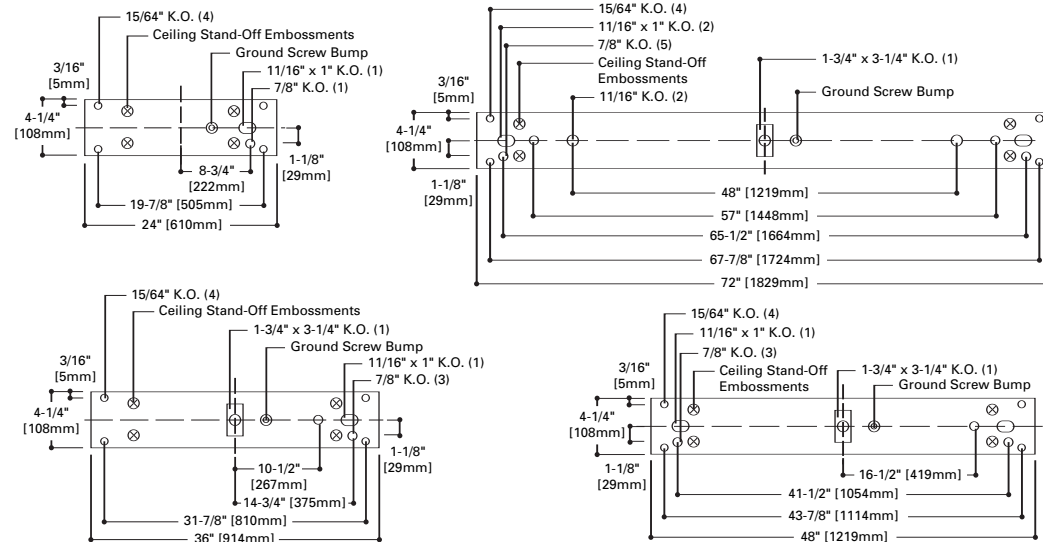 15/64" K.O. (4)
Ceiling Stand-Off Embossments
Ground Screw Bump
11/16" x 1" K.O. (1)
7/8" K.O. (1)
3/16"
[5mm]
4-1/4"
[108mm]
1-1/8"
[29mm]
8-3/4"
[222mm]
19-7/8" [505mm]
24" [610mm]
15/64" K.O. (4)
11/16" x 1" K.O. (2)
7/8" K.O. (5)
Ceiling Stand-Off
Embossments
11/16" K.O. (2)
1-3/4" x 3-1/4" K.O. (1)
Ground Screw Bump
3/16"
[5mm]
4-1/4"
[108mm]
1-1/8"
[29mm]
48" [1219mm]
57" [1448mm]
65-1/2" [1664mm]
67-7/8" [1724mm]
72" [1829mm]
15/64" K.O. (4)
Ceiling Stand-Off Embossments
1-3/4" x 3-1/4" K.O. (1)
Ground Screw Bump
11/16" x 1" K.O. (1)
7/8" K.O. (3)
3/16"
[5mm]
4-1/4"
[108mm]
1-1/8"
[29mm]
10-1/2"
[267mm]
14-3/4" [375mm]
31-7/8" [810mm]
36" [914mm]
15/64" K.O. (4)
11/16" x 1" K.O. (1)
7/8" K.O. (3)
Ceiling Stand-Off
Embossments
1-3/4" x 3-1/4" K.O. (1)
Ground Screw Bump
3/16"
[5mm]
4-1/4"
[108mm]
1-1/8"
[29mm]
16-1/2" [419mm]
41-1/2" [1054mm]
43-7/8" [1114mm]
48" [1219mm]